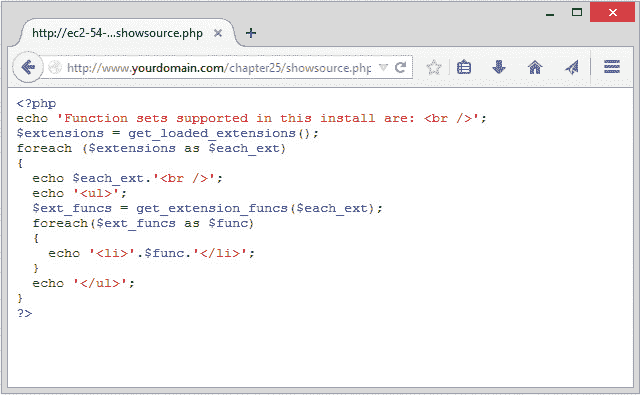 http://ec2-54-...showsource.php
http://www.yourdomain.com/chapter25/showsource.php
<?php
echo 'Function sets supported in this install are: <br />';
$extensions = get_loaded_extensions();
foreach ($extensions as $each_ext)
{
  echo $each_ext.'<br />';
  echo '<ul>';
  $ext_funcs = get_extension_funcs($each_ext);
  foreach($ext_funcs as $func)
  {
    echo '<li>'.$func.'</li>';
  }
  echo '</ul>';
}
?>